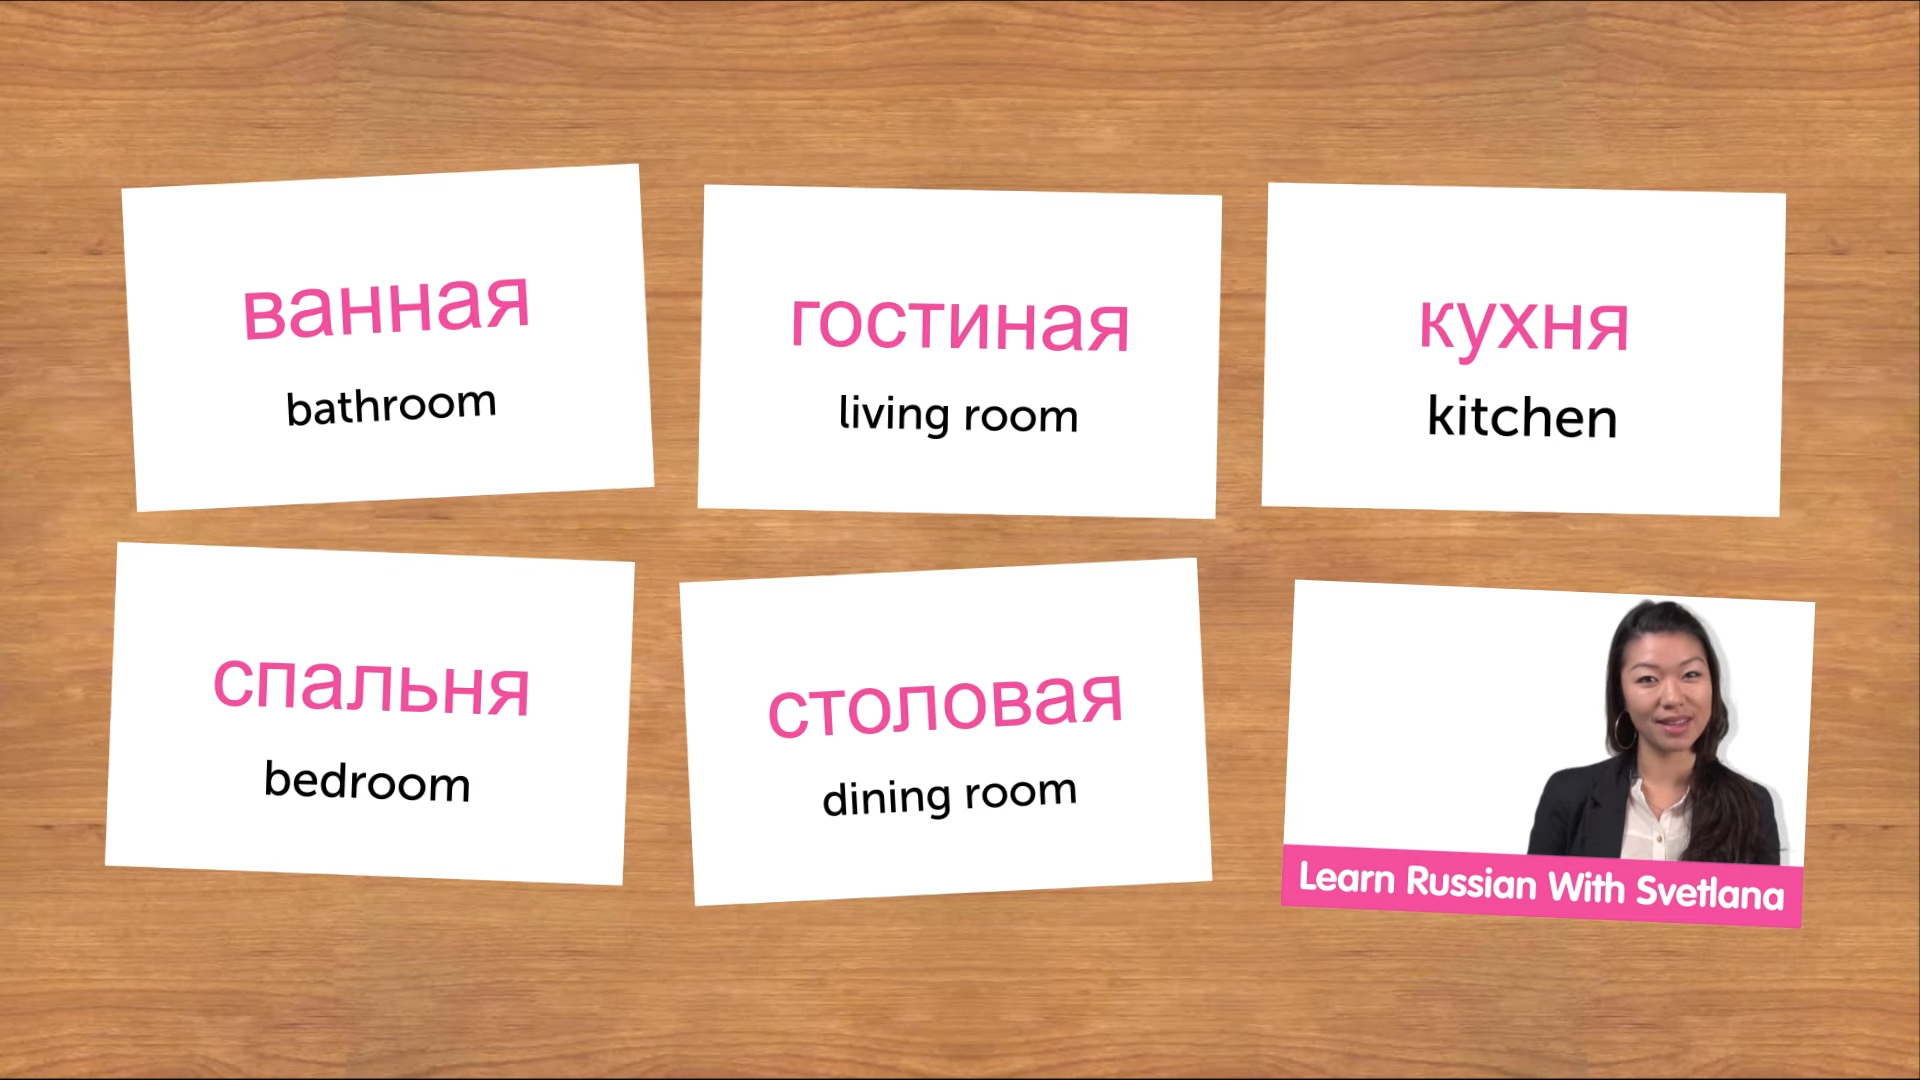 ванная
bathroom
гостиная
living room
кухня
kitchen
спальня
bedroom
столовая
dining room
Learn Russian With Svetlana